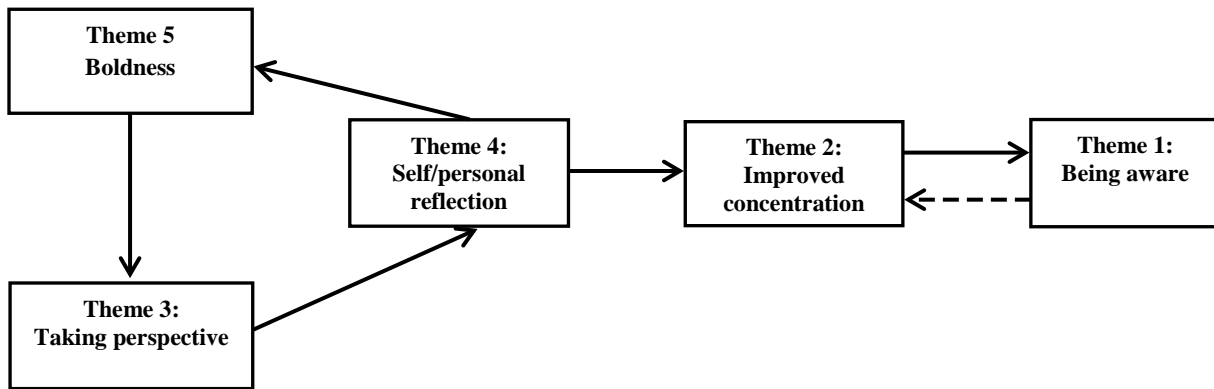 Theme 5
Boldness
Theme 4:
Self/personal
reflection
Theme 2:
Improved
concentration
Theme 1:
Being aware
Theme 3:
Taking perspective